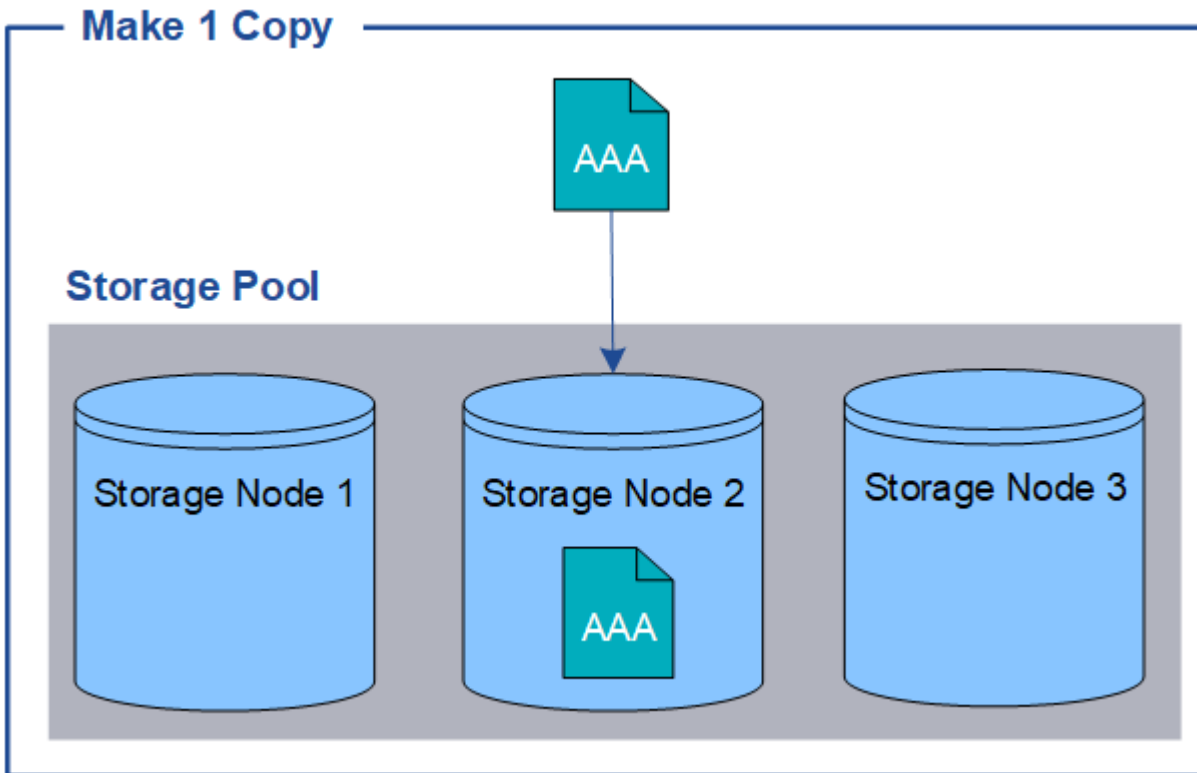 Make 1 Copy
AAA
Storage Pool
Storage Node 1
Storage Node 2
Storage Node 3
AAA